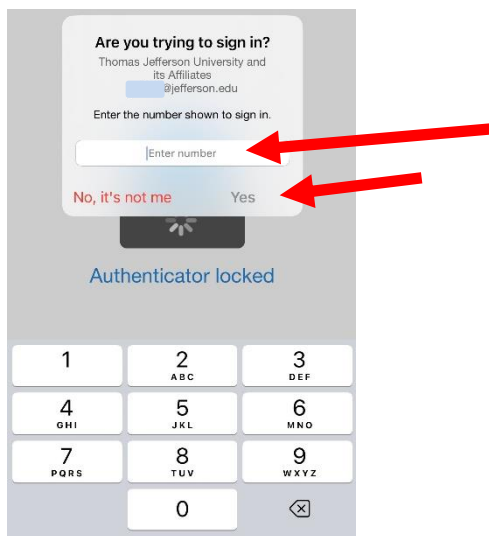 Are you trying to sign in?
Thomas Jefferson University and
its Affiliates
@jefferson.edu
Enter the number shown to sign in.
Enter number
No, it's not me
Yes
Authenticator locked
1
2
ABC
3
DEF
4
GHI
5
JKL
6
MNO
7
PQRS
8
TUV
9
WXYZ
0